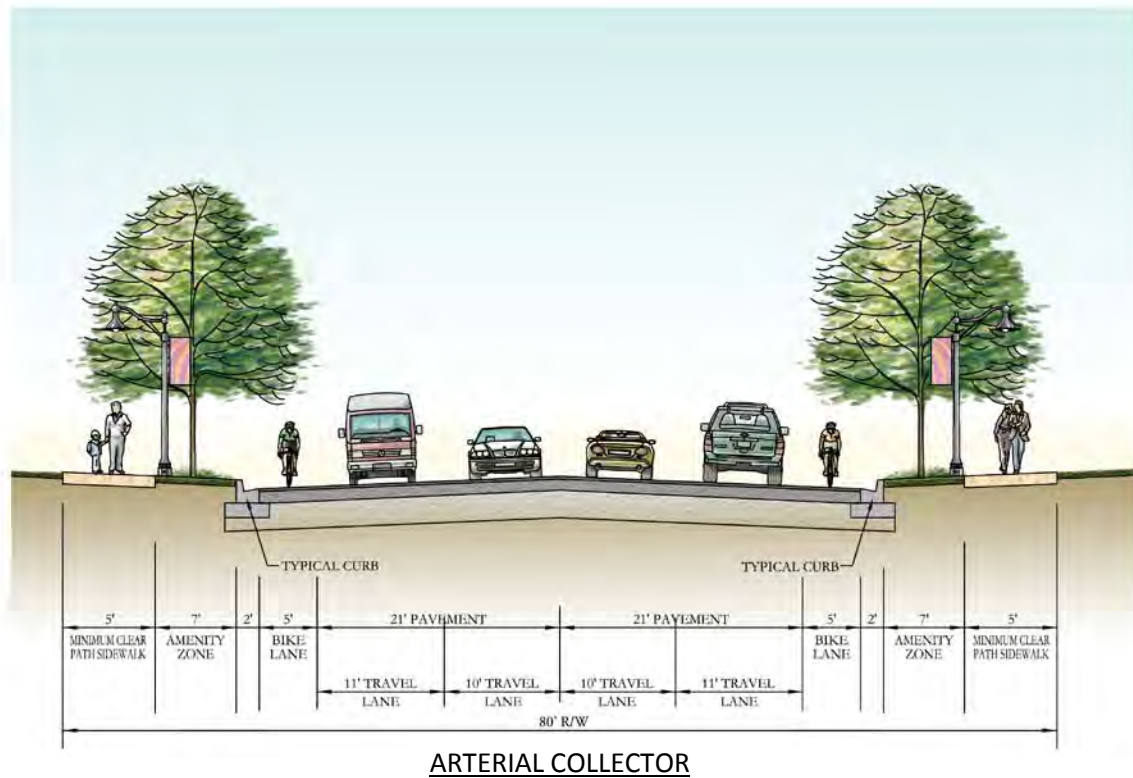 TYPICAL CURB TYPICAL CURB
5' 7' 2' 5' 21' PAVEMENT 21' PAVEMENT 5' 2' 7' 5'
MINIMUM CLEAR AMENITY BIKE BIKE AMENITY MINIMUM CLEAR
PATH SIDEWALK ZONE LANE LANE ZONE PATH SIDEWALK
11' TRAVEL 10' TRAVEL 10' TRAVEL 11' TRAVEL
LANE LANE LANE LANE
80' R/W
ARTERIAL COLLECTOR